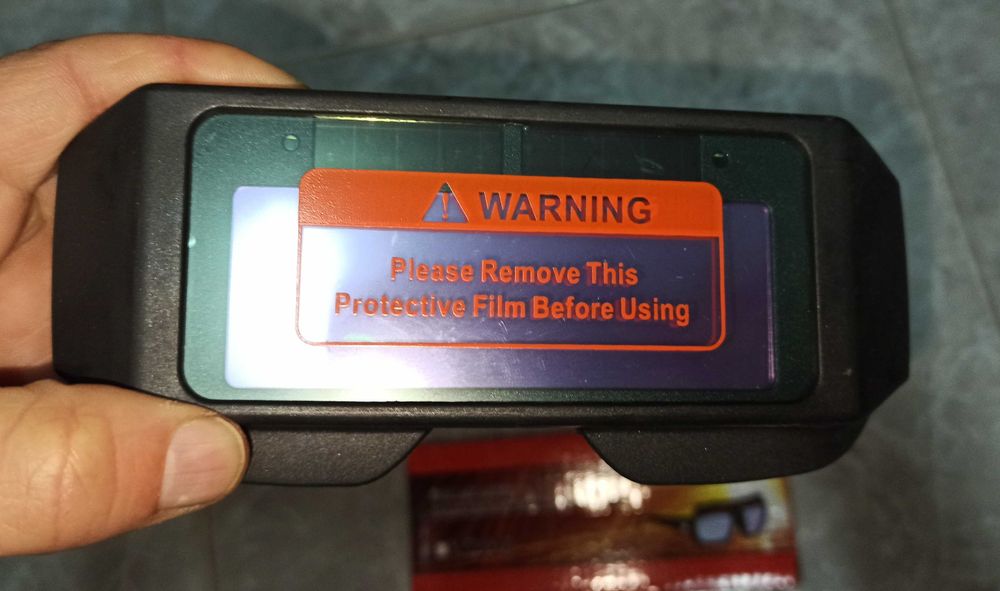 WARNING
Please Remove This
Protective Film Before Using